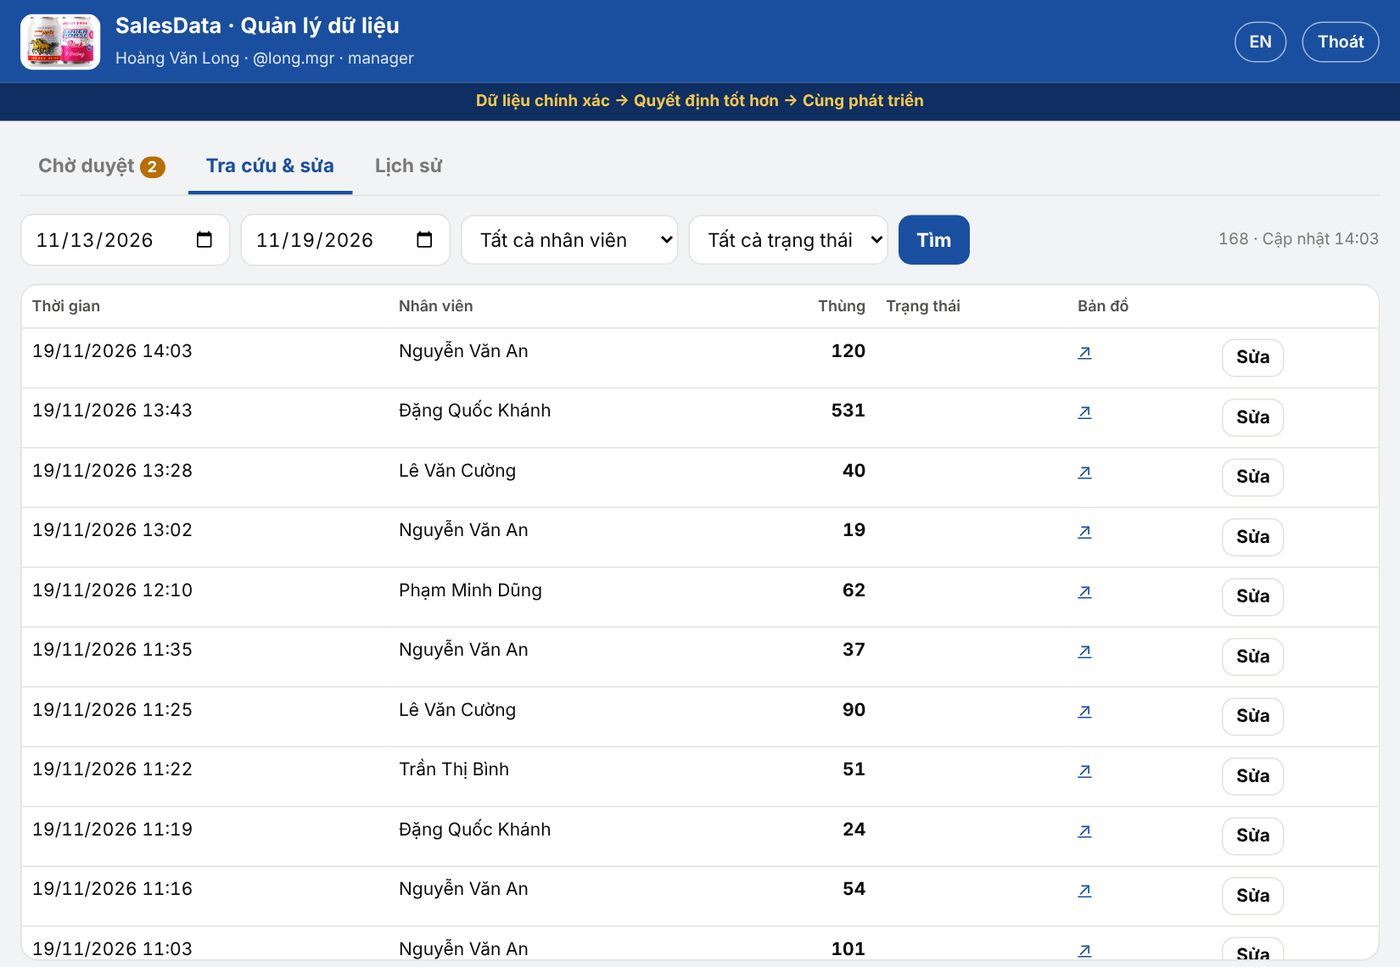 SalesData · Quản lý dữ liệu
Hoàng Văn Long · @long.mgr · manager
EN
Thoát
Dữ liệu chính xác → Quyết định tốt hơn → Cùng phát triển
Chờ duyệt 2 Tra cứu & sửa Lịch sử
11/13/2026 11/19/2026 Tất cả nhân viên Tất cả trạng thái Tìm 168 · Cập nhật 14:03
Thời gian Nhân viên Thùng Trạng thái Bản đồ
19/11/2026 14:03 Nguyễn Văn An 120 ↗ Sửa
19/11/2026 13:43 Đặng Quốc Khánh 531 ↗ Sửa
19/11/2026 13:28 Lê Văn Cường 40 ↗ Sửa
19/11/2026 13:02 Nguyễn Văn An 19 ↗ Sửa
19/11/2026 12:10 Phạm Minh Dũng 62 ↗ Sửa
19/11/2026 11:35 Nguyễn Văn An 37 ↗ Sửa
19/11/2026 11:25 Lê Văn Cường 90 ↗ Sửa
19/11/2026 11:22 Trần Thị Bình 51 ↗ Sửa
19/11/2026 11:19 Đặng Quốc Khánh 24 ↗ Sửa
19/11/2026 11:16 Nguyễn Văn An 54 ↗ Sửa
19/11/2026 11:03 Nguyễn Văn An 101 ↗ Sửa